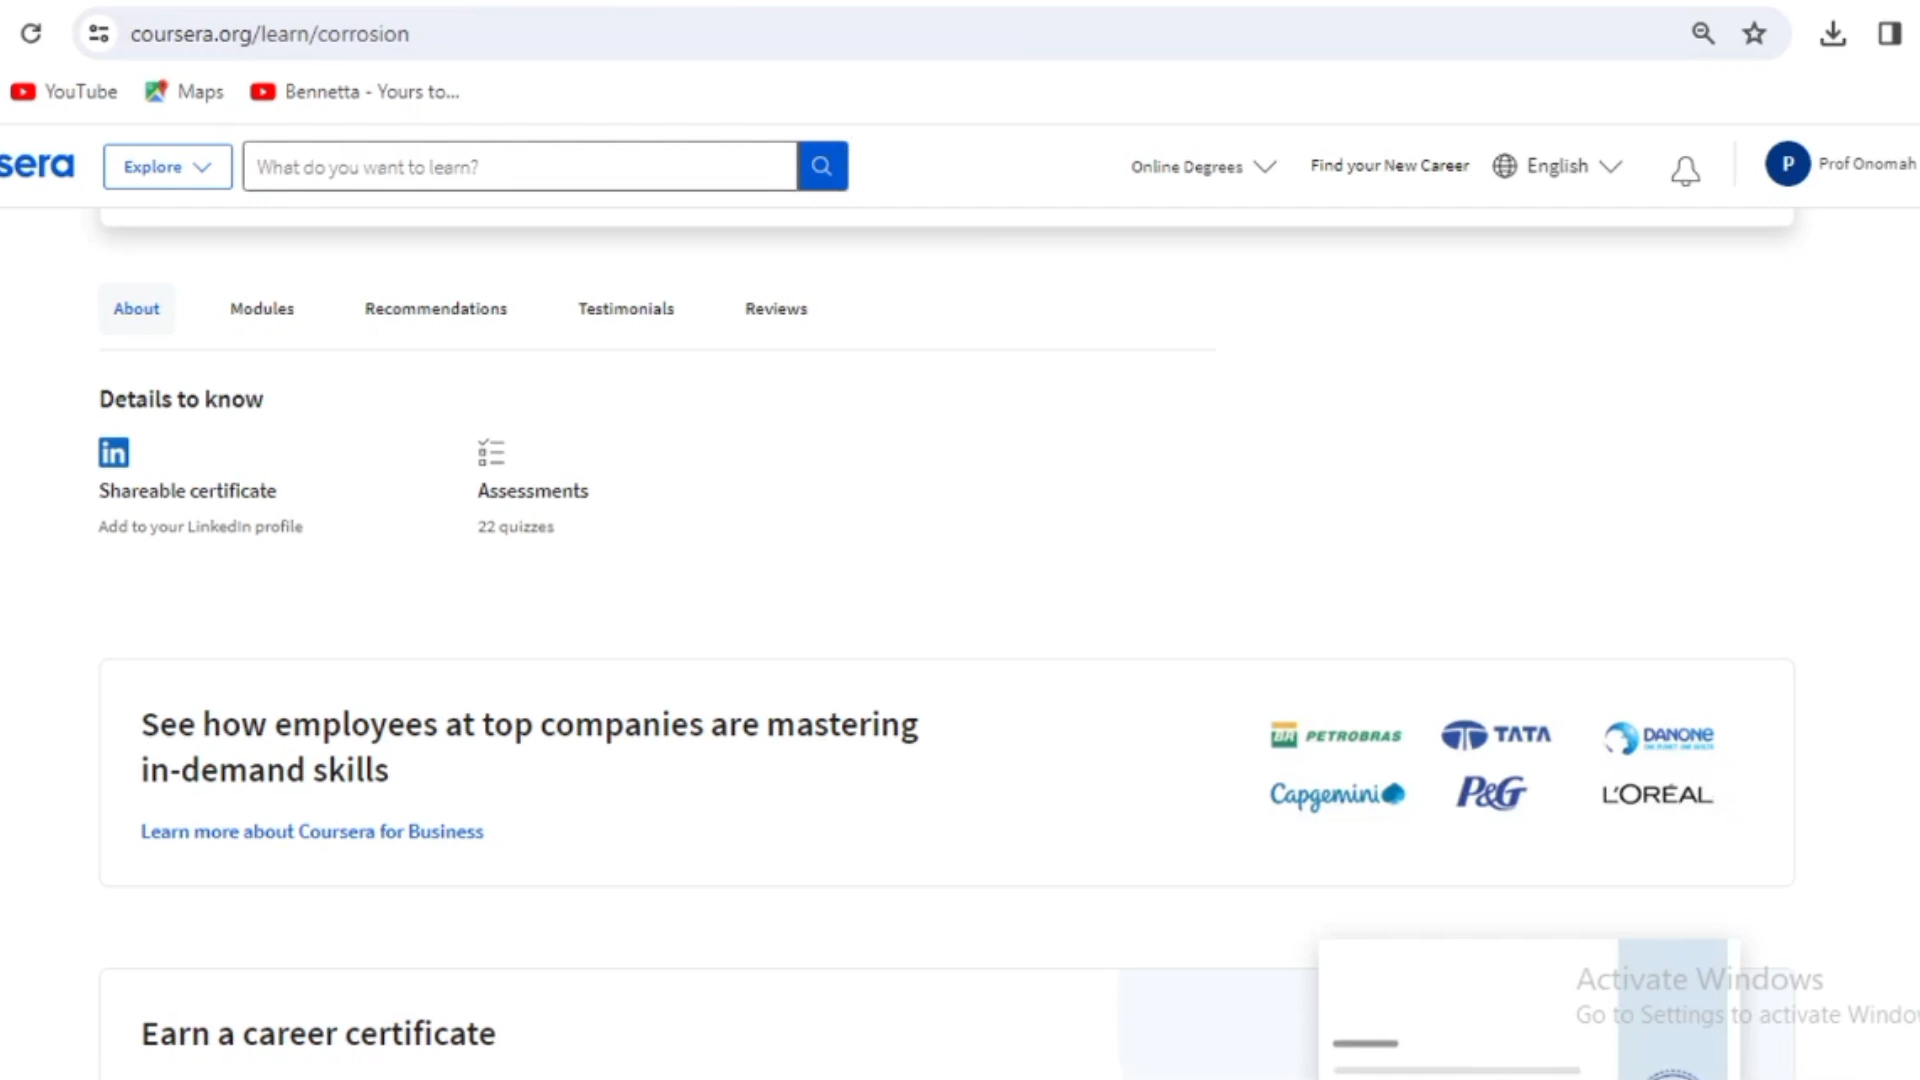 coursera.org/learn/corrosion
YouTube
Maps
Bennetta - Yours to...
sera
Explore
What do you want to learn?
Online Degrees
Find your New Career
English
P
Prof Onomah
About
Modules
Recommendations
Testimonials
Reviews
Details to know
in
Shareable certificate
Add to your LinkedIn profile
Assessments
22 quizzes
See how employees at top companies are mastering
in-demand skills
Learn more about Coursera for Business
BR PETROBRAS
TATA
DANONE
Capgemini
P&G
L'ORÉAL
Earn a career certificate
Activate Windows
Go to Settings to activate Windo